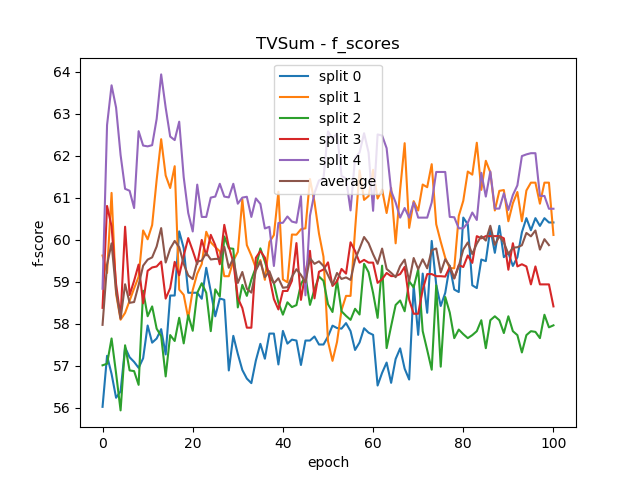 TVSum - f_scores
64
63
62
61
60
59
58
57
56
f-score
split 0
split 1
split 2
split 3
split 4
average
0
20
40
60
80
100
epoch